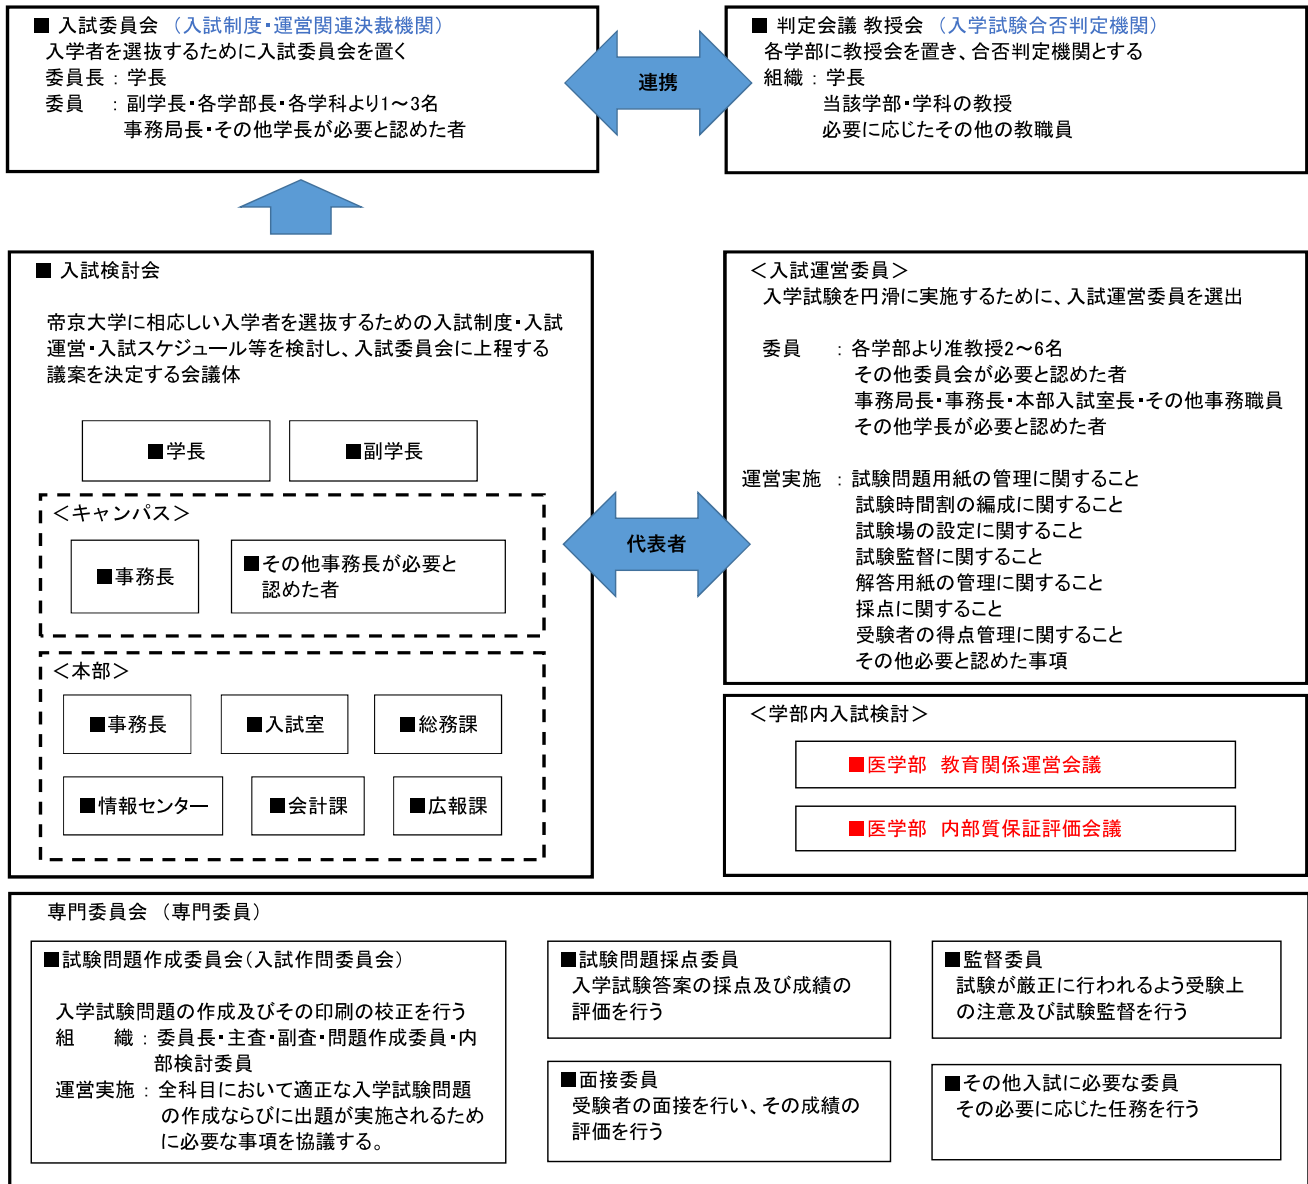 ■ 入試委員会 （入試制度・運営関連決裁機関）
入学者を選抜するために入試委員会を置く
委員長 : 学長
委員 : 副学長・各学部長・各学科より1～3名
事務局長・その他学長が必要と認めた者
連携
■ 判定会議 教授会 （入学試験合否判定機関）
各学部に教授会を置き、合否判定機関とする
組織 : 学長
当該学部・学科の教授
必要に応じたその他の教職員
■ 入試検討会
帝京大学に相応しい入学者を選抜するための入試制度・入試
運営・入試スケジュール等を検討し、入試委員会に上程する
議案を決定する会議体
■学長
■副学長
＜キャンパス＞
■事務長
■その他事務長が必要と
認めた者
＜本部＞
■事務長
■入試室
■総務課
■情報センター
■会計課
■広報課
代表者
＜入試運営委員＞
入学試験を円滑に実施するために、入試運営委員を選出
委員 : 各学部より准教授2～6名
その他委員会が必要と認めた者
事務局長・事務長・本部入試室長・その他事務職員
その他学長が必要と認めた者
運営実施 : 試験問題用紙の管理に関すること
試験時間割の編成に関すること
試験場の設定に関すること
試験監督に関すること
解答用紙の管理に関すること
採点に関すること
受験者の得点管理に関すること
その他必要と認めた事項
＜学部内入試検討＞
■医学部 教育関係運営会議
■医学部 内部質保証評価会議
専門委員会 （専門委員）
■試験問題作成委員会（入試作問委員会）
入学試験問題の作成及びその印刷の校正を行う
組 織 : 委員長・主査・副査・問題作成委員・内
部検討委員
運営実施 : 全科目において適正な入学試験問題
の作成ならびに出題が実施されるため
に必要な事項を協議する。
■試験問題採点委員
入学試験答案の採点及び成績の
評価を行う
■監督委員
試験が厳正に行われるよう受験上
の注意及び試験監督を行う
■面接委員
受験者の面接を行い、その成績の
評価を行う
■その他入試に必要な委員
その必要に応じた任務を行う